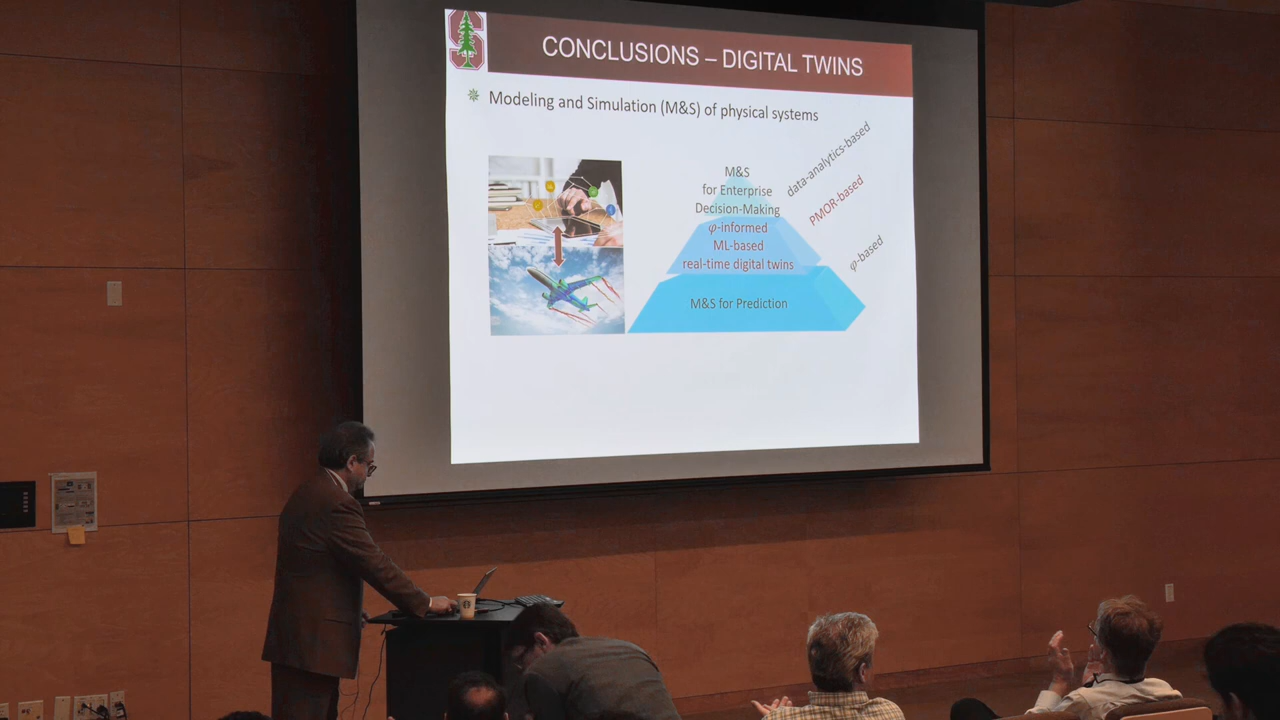 S
CONCLUSIONS – DIGITAL TWINS
Modeling and Simulation (M&S) of physical systems
M&S
for Enterprise
Decision-Making
φ-informed
ML-based
real-time digital twins
M&S for Prediction
data-analytics-based
PMOR-based
φ-based